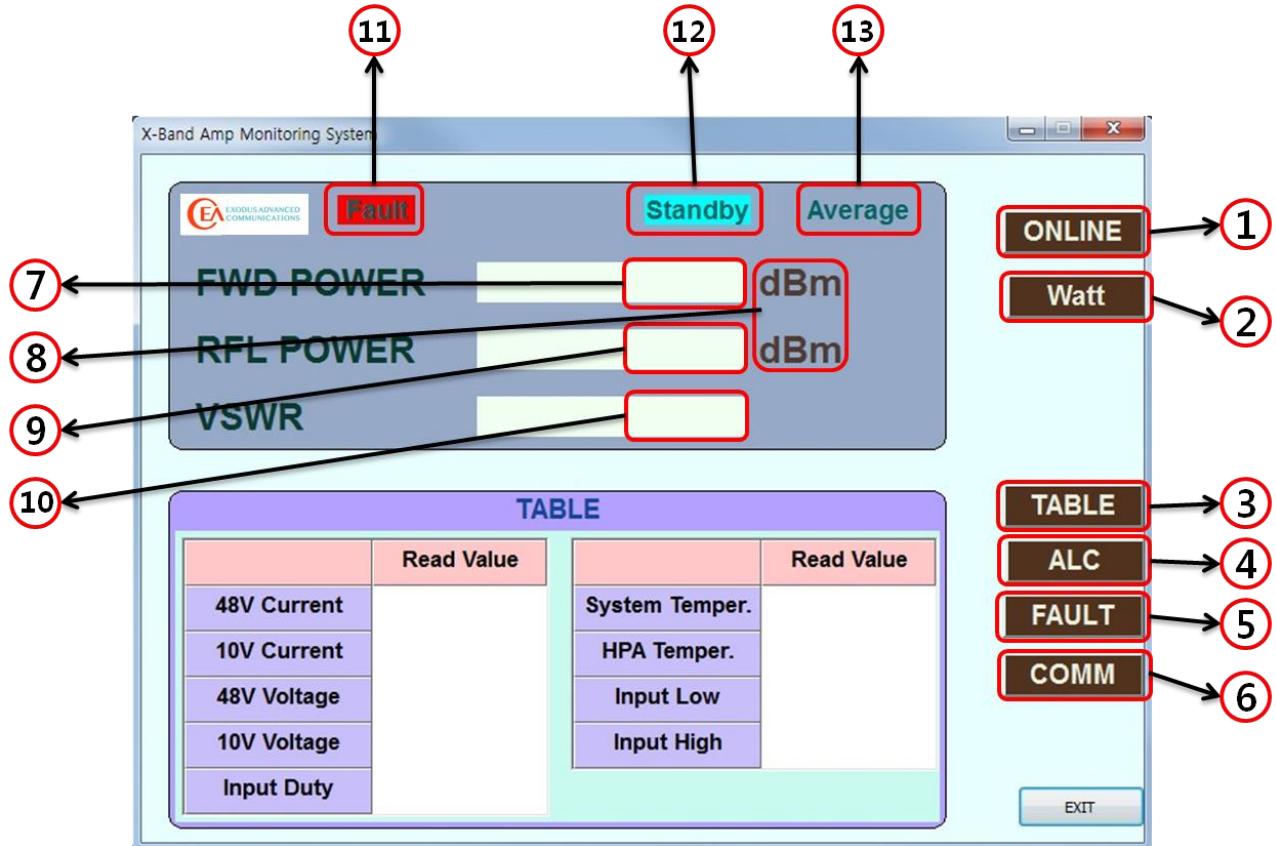 11 12 13
X-Band Amp Monitoring System
EXODUS ADVANCED
COMMUNICATIONS
Fault Standby Average
ONLINE 1
7 FWD POWER dBm Watt 2
8 RFL POWER dBm
9 VSWR
10 TABLE TABLE 3
Read Value Read Value ALC 4
48V Current System Temper. FAULT 5
10V Current HPA Temper. COMM 6
48V Voltage Input Low
10V Voltage Input High
Input Duty EXIT